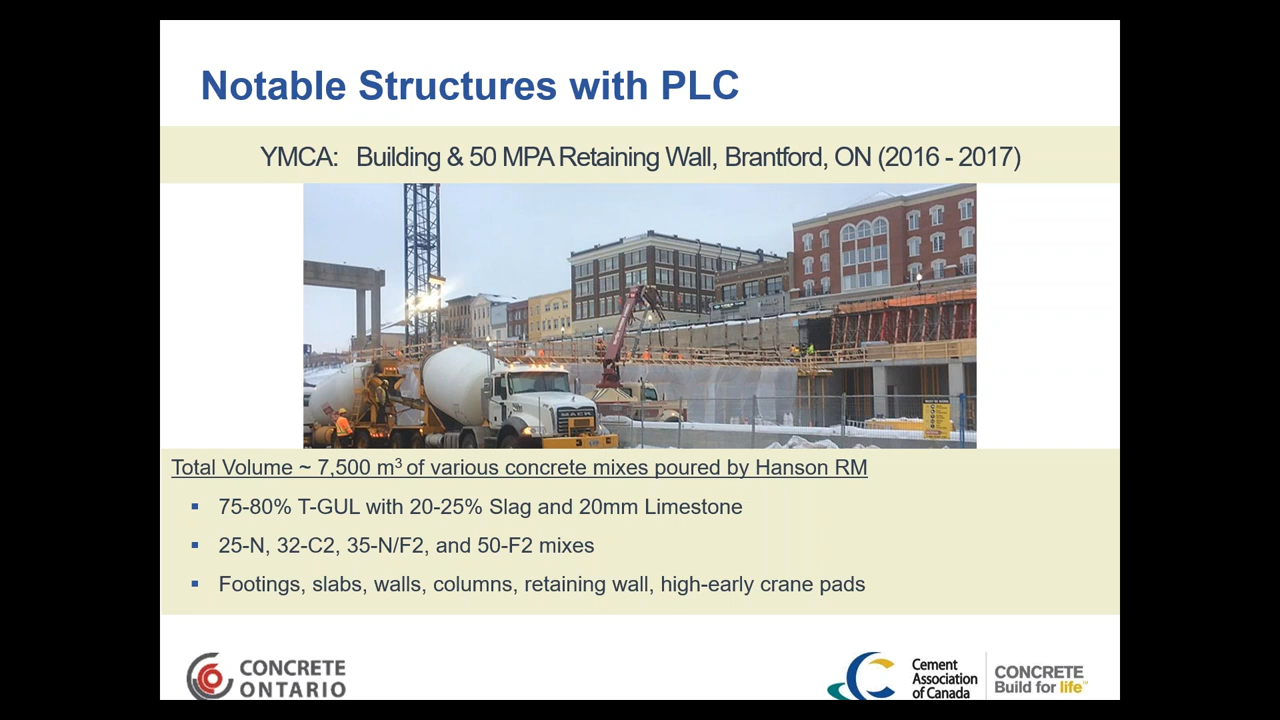 Notable Structures with PLC
YMCA: Building & 50 MPA Retaining Wall, Brantford, ON (2016 - 2017)
MACK
Total Volume ~ 7,500 m³ of various concrete mixes poured by Hanson RM
▪ 75-80% T-GUL with 20-25% Slag and 20mm Limestone
▪ 25-N, 32-C2, 35-N/F2, and 50-F2 mixes
▪ Footings, slabs, walls, columns, retaining wall, high-early crane pads
CONCRETE
ONTARIO
Cement
Association
of Canada
CONCRETE
Build for life™